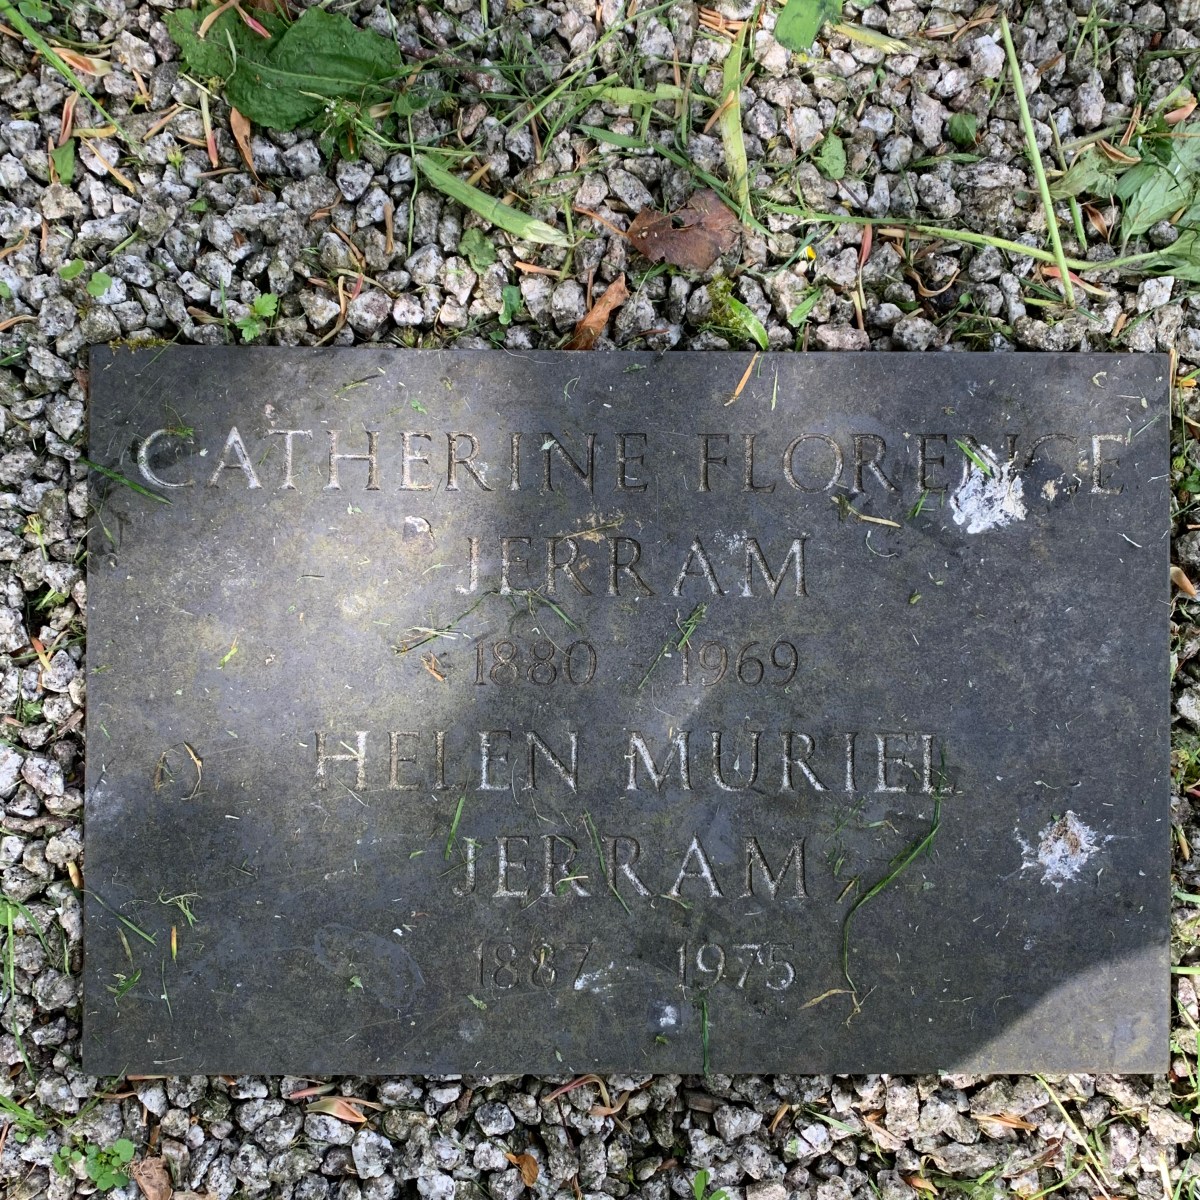 CATHERINE FLORENCE
JERRAM
1880 - 1969
HELEN MURIEL
JERRAM
1887 1975